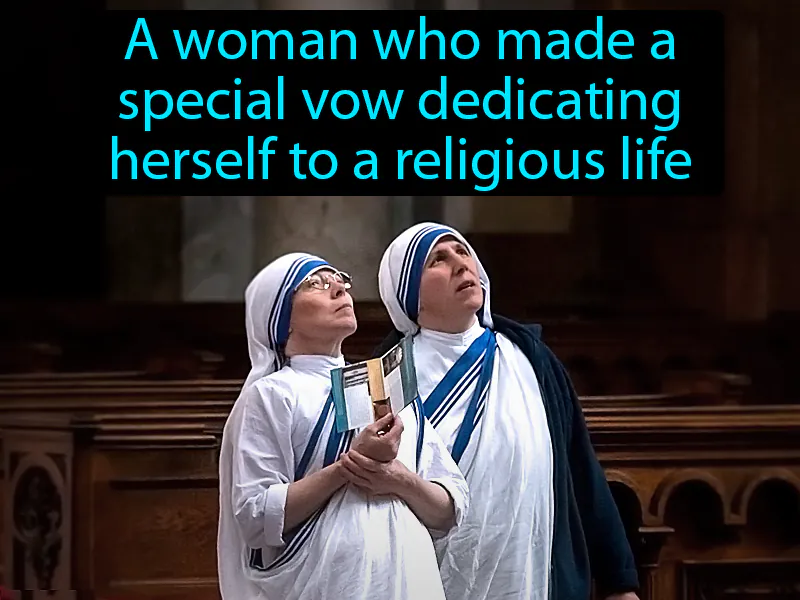 A woman who made a
special vow dedicating
herself to a religious life